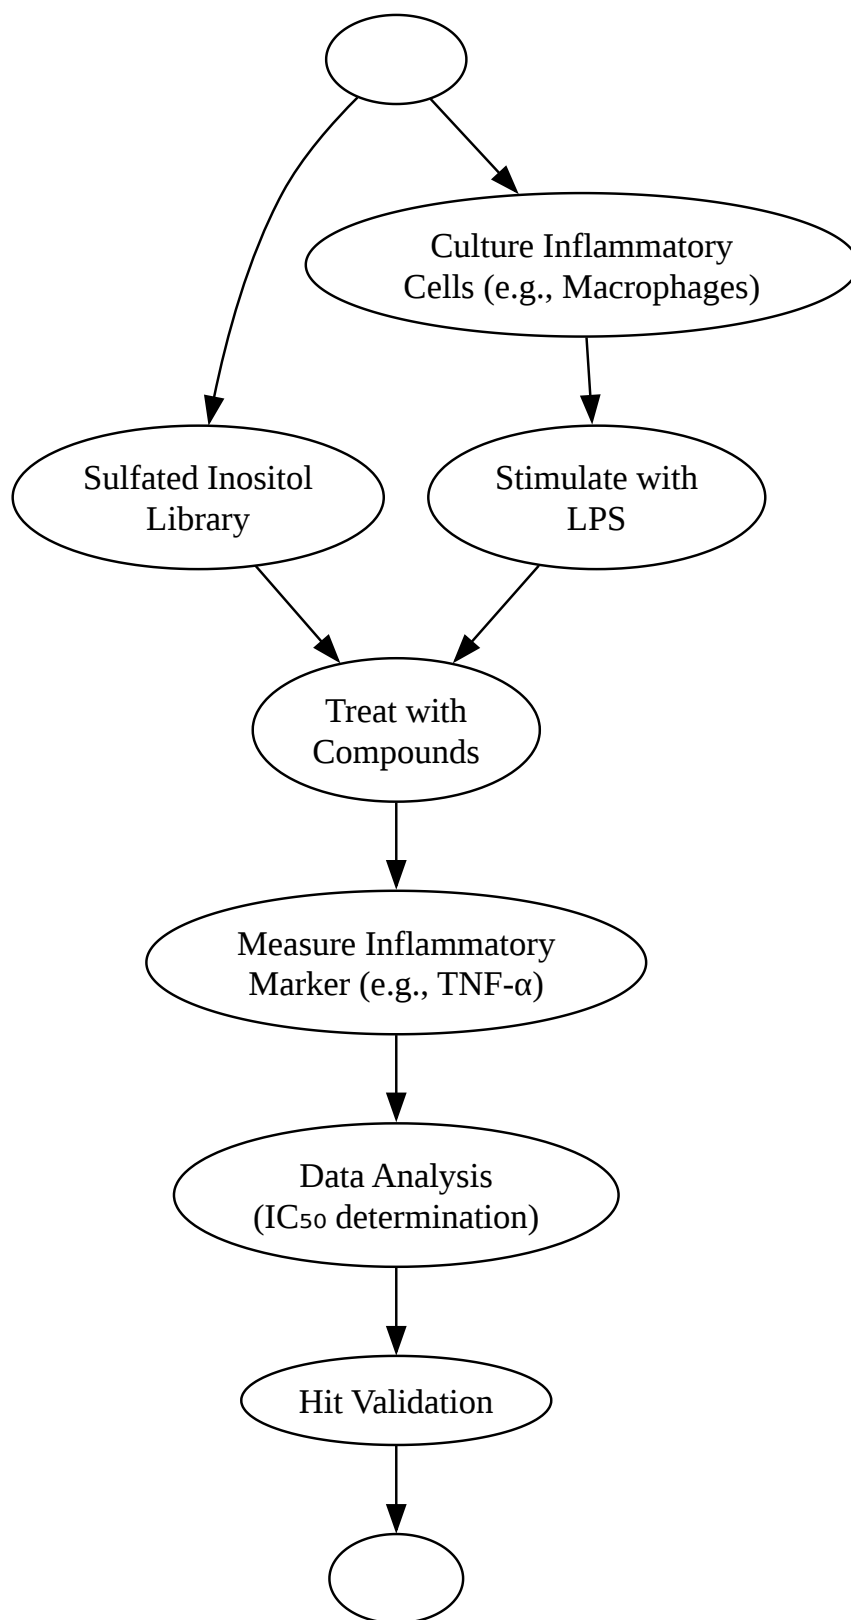 Culture Inflammatory
Cells (e.g., Macrophages)
Sulfated Inositol
Library
Stimulate with
LPS
Treat with
Compounds
Measure Inflammatory
Marker (e.g., TNF-α)
Data Analysis
(IC₅₀ determination)
Hit Validation